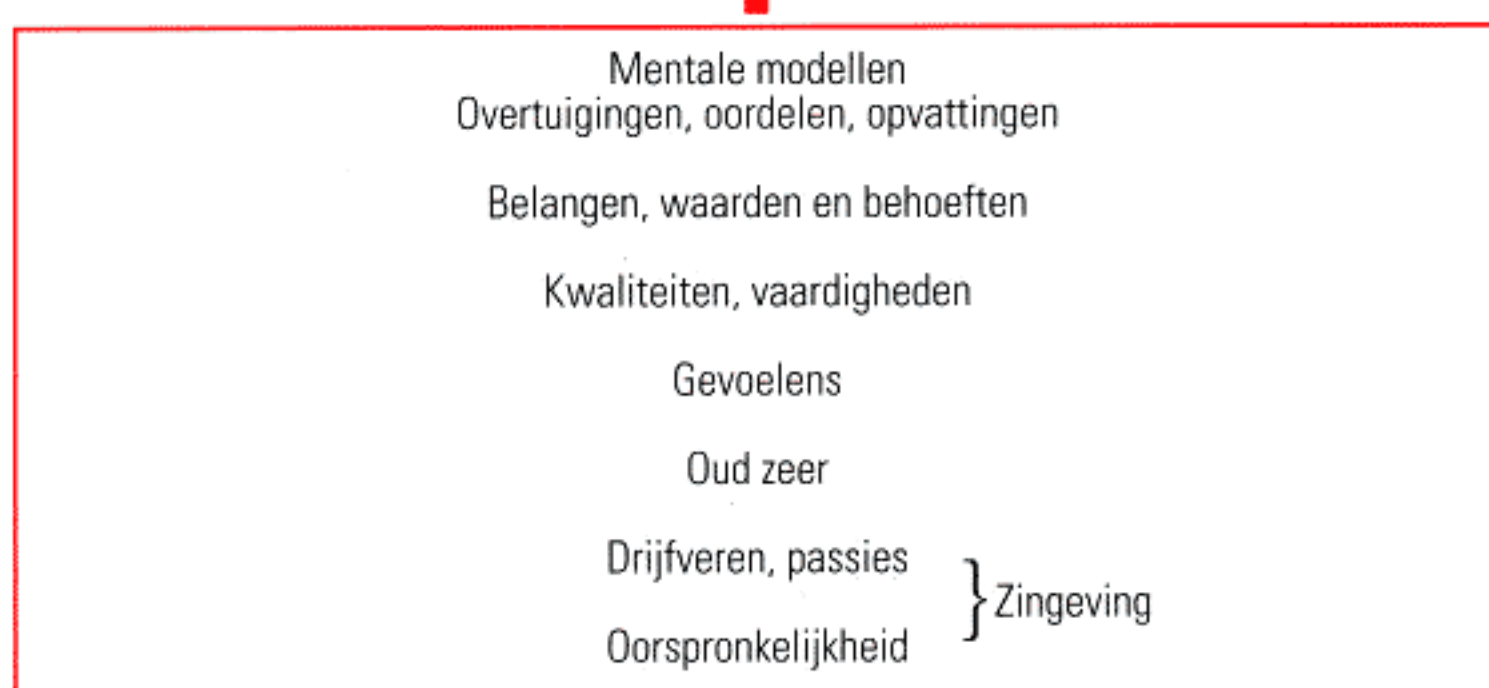 Mentale modellen
Overtuigingen, oordelen, opvattingen
Belangen, waarden en behoeften
Kwaliteiten, vaardigheden
Gevoelens
Oud zeer
Drijfveren, passies
Zingeving
Oorspronkelijkheid